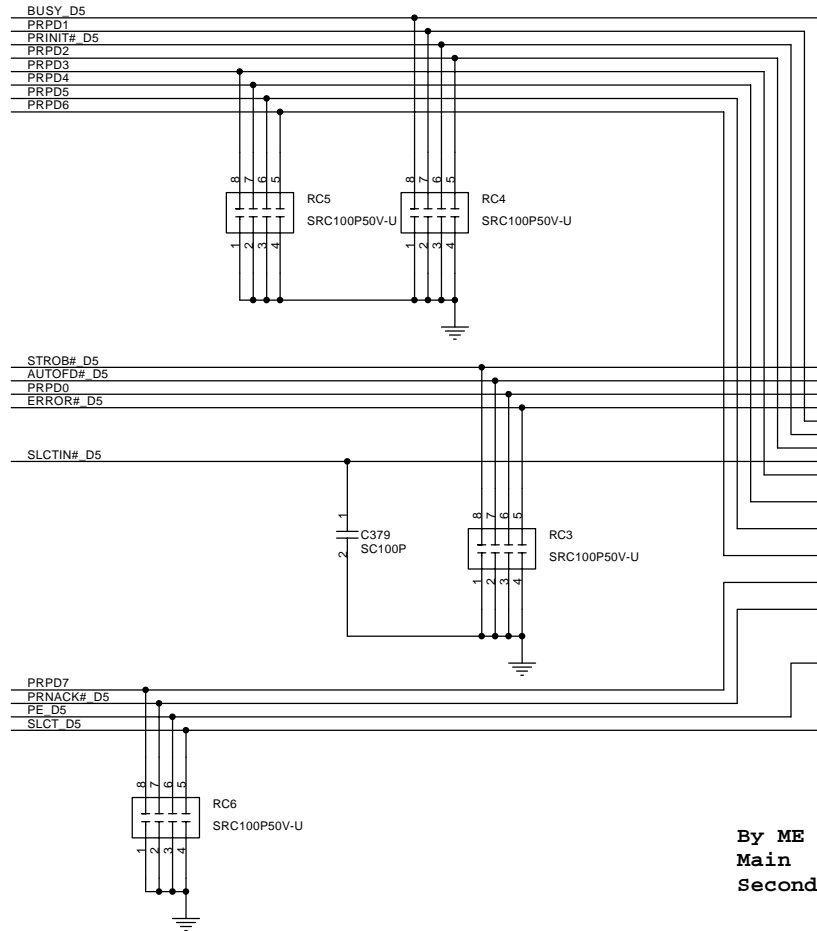 BUSY_D5
PRPD1
PRINIT#_D5
PRPD2
PRPD3
PRPD4
PRPD5
PRPD6
8 7 6 5
8 7 6 5
RC5
RC4
SRC100P50V-U
SRC100P50V-U
1 2 3 4
1 2 3 4
STROB#_D5
AUTOFD#_D5
PRPD0
ERROR#_D5
SLCTIN#_D5
1
8 7 6 5
C379
RC3
SC100P
SRC100P50V-U
2
1 2 3 4
PRPD7
PRNACK#_D5
PE_D5
SLCT_D5
8 7 6 5
RC6
SRC100P50V-U
1 2 3 4
By ME
Main
Second